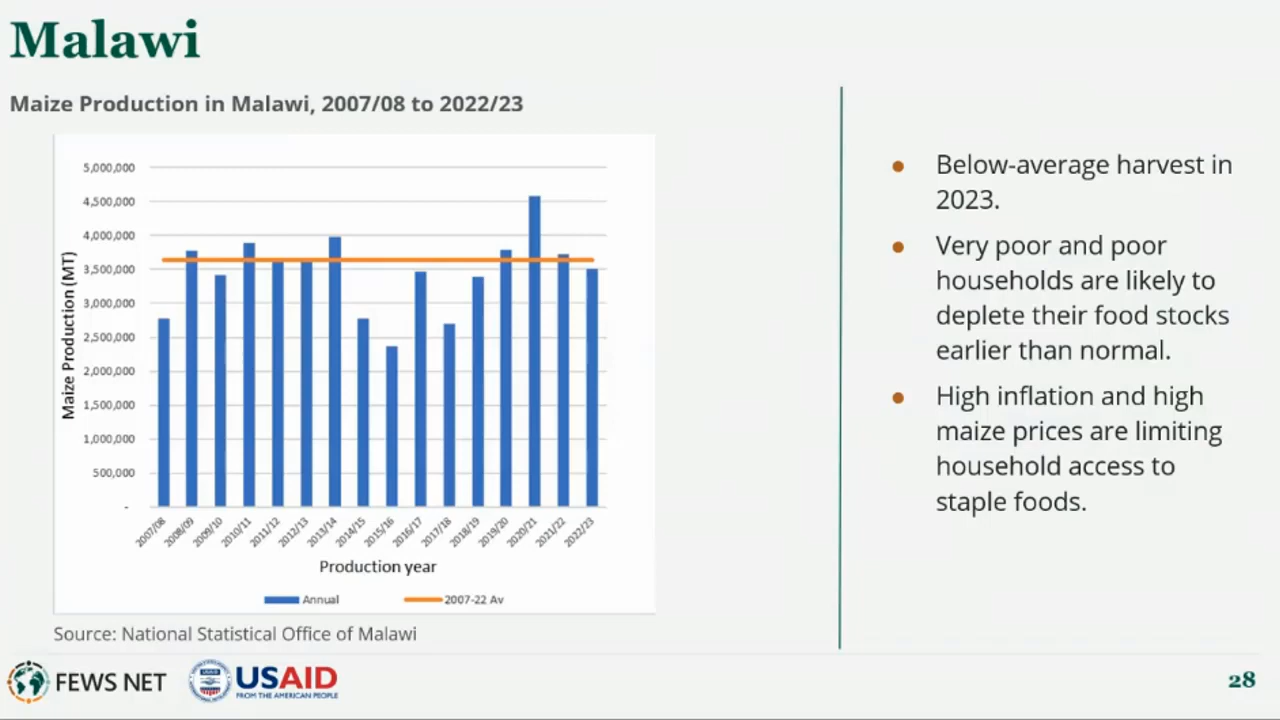 Malawi
Maize Production in Malawi, 2007/08 to 2022/23
Maize Production (MT)
5,000,000
4,500,000
4,000,000
3,500,000
3,000,000
2,500,000
2,000,000
1,500,000
1,000,000
500,000
-
2007/08
2008/09
2009/10
2010/11
2011/12
2012/13
2013/14
2014/15
2015/16
2016/17
2017/18
2018/19
2019/20
2020/21
2021/22
2022/23
Production year
Annual
2007-22 Av
Source: National Statistical Office of Malawi
● Below-average harvest in
2023.
● Very poor and poor
households are likely to
deplete their food stocks
earlier than normal.
● High inflation and high
maize prices are limiting
household access to
staple foods.
FEWS NET
USAID
FROM THE AMERICAN PEOPLE
28